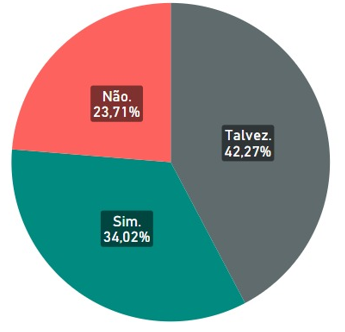 Não.
23,71%
Talvez.
42,27%
Sim.
34,02%